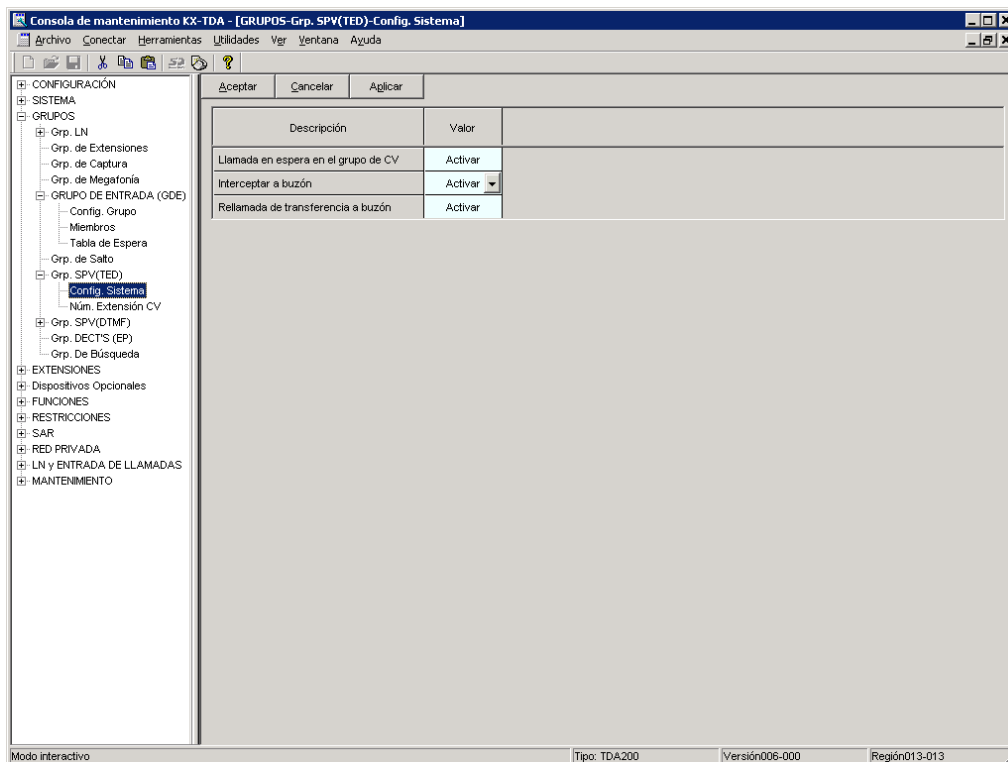 Consola de mantenimiento KX-TDA - [GRUPOS-Grp. SPV(TED)-Config. Sistema]
Archivo Conectar Herramientas Utilidades Ver Ventana Ayuda
CONFIGURACIÓN
SISTEMA
GRUPOS
Grp. LN
Grp. de Extensiones
Grp. de Captura
Grp. de Megafonía
GRUPO DE ENTRADA (GDE)
Config. Grupo
Miembros
Tabla de Espera
Grp. de Salto
Grp. SPV(TED)
Config. Sistema
Núm. Extensión CV
Grp. SPV(DTMF)
Grp. DECT'S (EP)
Grp. De Búsqueda
EXTENSIONES
Dispositivos Opcionales
FUNCIONES
RESTRICCIONES
SAR
RED PRIVADA
LN y ENTRADA DE LLAMADAS
MANTENIMIENTO
Aceptar Cancelar Aplicar
Descripción Valor
Llamada en espera en el grupo de CV Activar
Interceptar a buzón Activar
Rellamada de transferencia a buzón Activar
Modo interactivo Tipo: TDA200 Versión006-000 Región013-013